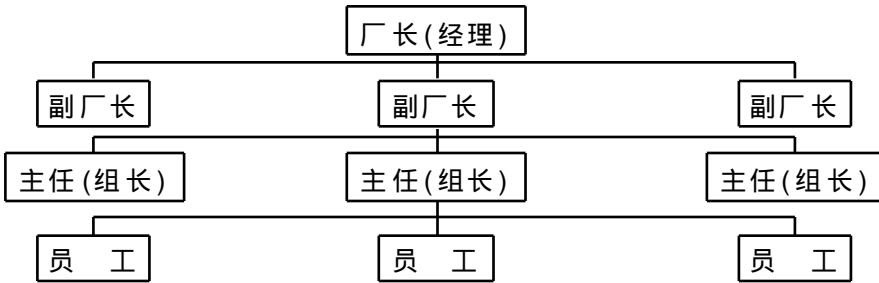 厂长(经理)
副厂长 副厂长 副厂长
主任(组长) 主任(组长) 主任(组长)
员 工 员 工 员 工